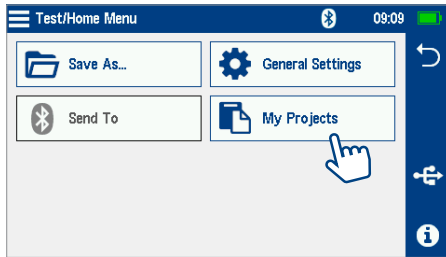 Test/Home Menu 09:09
Save As... General Settings
Send To My Projects